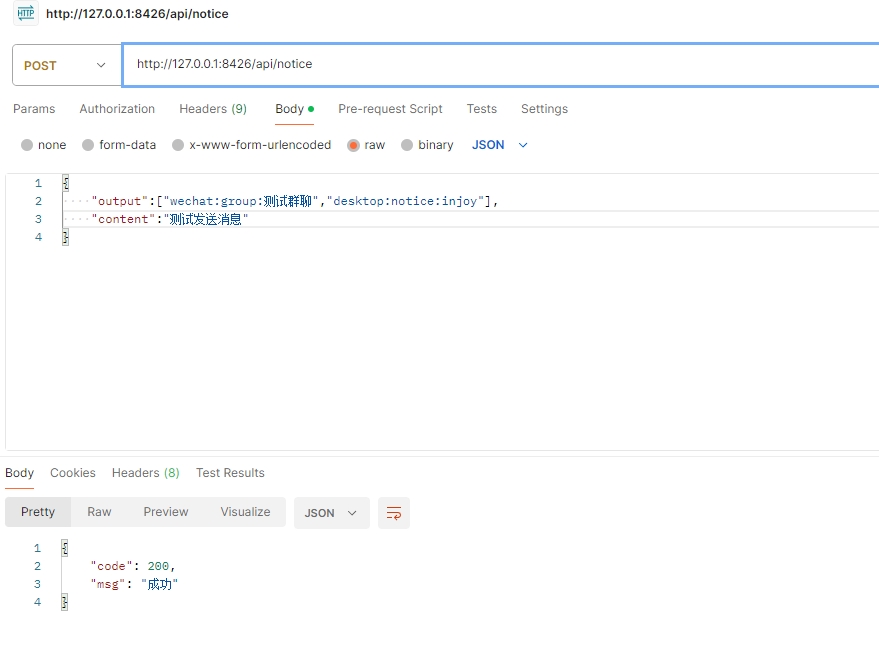 HTTP http://127.0.0.1:8426/api/notice
POST http://127.0.0.1:8426/api/notice
Params Authorization Headers (9) Body Pre-request Script Tests Settings
none form-data x-www-form-urlencoded raw binary JSON
1 {
2 ····"output":["wechat:group:测试群聊","desktop:notice:injoy"],
3 ····"content":"测试发送消息"
4 }
Body Cookies Headers (8) Test Results
Pretty Raw Preview Visualize JSON
1 {
2 "code": 200,
3 "msg": "成功"
4 }